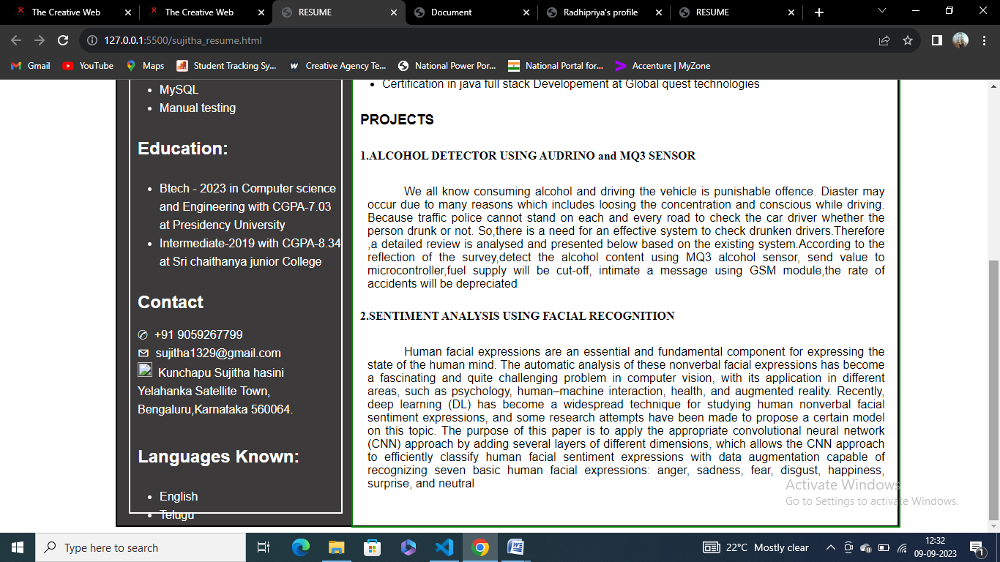 The Creative Web
The Creative Web
RESUME
Document
Radhipriya's profile
RESUME
127.0.0.1:5500/sujitha_resume.html
Gmail
YouTube
Maps
Student Tracking Sy...
Creative Agency Te...
National Power Por...
National Portal for...
Accenture | MyZone
• MySQL
• Manual testing
Education:
• Btech - 2023 in Computer science
and Engineering with CGPA-7.03
at Presidency University
• Intermediate-2019 with CGPA-8.34
at Sri chaithanya junior College
Contact
✆ +91 9059267799
sujitha1329@gmail.com
Kunchapu Sujitha hasini
Yelahanka Satellite Town,
Bengaluru,Karnataka 560064.
Languages Known:
• English
• Telugu
• Certification in java full stack Developement at Global quest technologies
PROJECTS
1.ALCOHOL DETECTOR USING AUDRINO and MQ3 SENSOR
We all know consuming alcohol and driving the vehicle is punishable offence. Diaster may
occur due to many reasons which includes loosing the concentration and conscious while driving.
Because traffic police cannot stand on each and every road to check the car driver whether the
person drunk or not. So,there is a need for an effective system to check drunken drivers.Therefore
,a detailed review is analysed and presented below based on the existing system.According to the
reflection of the survey,detect the alcohol content using MQ3 alcohol sensor, send value to
microcontroller,fuel supply will be cut-off, intimate a message using GSM module,the rate of
accidents will be depreciated
2.SENTIMENT ANALYSIS USING FACIAL RECOGNITION
Human facial expressions are an essential and fundamental component for expressing the
state of the human mind. The automatic analysis of these nonverbal facial expressions has become
a fascinating and quite challenging problem in computer vision, with its application in different
areas, such as psychology, human–machine interaction, health, and augmented reality. Recently,
deep learning (DL) has become a widespread technique for studying human nonverbal facial
sentiment expressions, and some research attempts have been made to propose a certain model
on this topic. The purpose of this paper is to apply the appropriate convolutional neural network
(CNN) approach by adding several layers of different dimensions, which allows the CNN approach
to efficiently classify human facial sentiment expressions with data augmentation capable of
recognizing seven basic human facial expressions: anger, sadness, fear, disgust, happiness,
surprise, and neutral
Activate Windows
Go to Settings to activate Windows.
Type here to search
22°C Mostly clear
12:32
09-09-2023
1